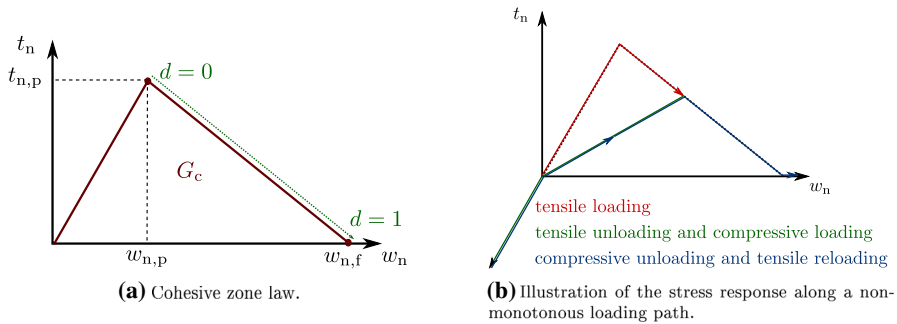 t_n
t_n,p
d = 0
G_c
d = 1
w_n,p
w_n,f
w_n
(a) Cohesive zone law.
t_n
w_n
tensile loading
tensile unloading and compressive loading
compressive unloading and tensile reloading
(b) Illustration of the stress response along a non-
monotonous loading path.